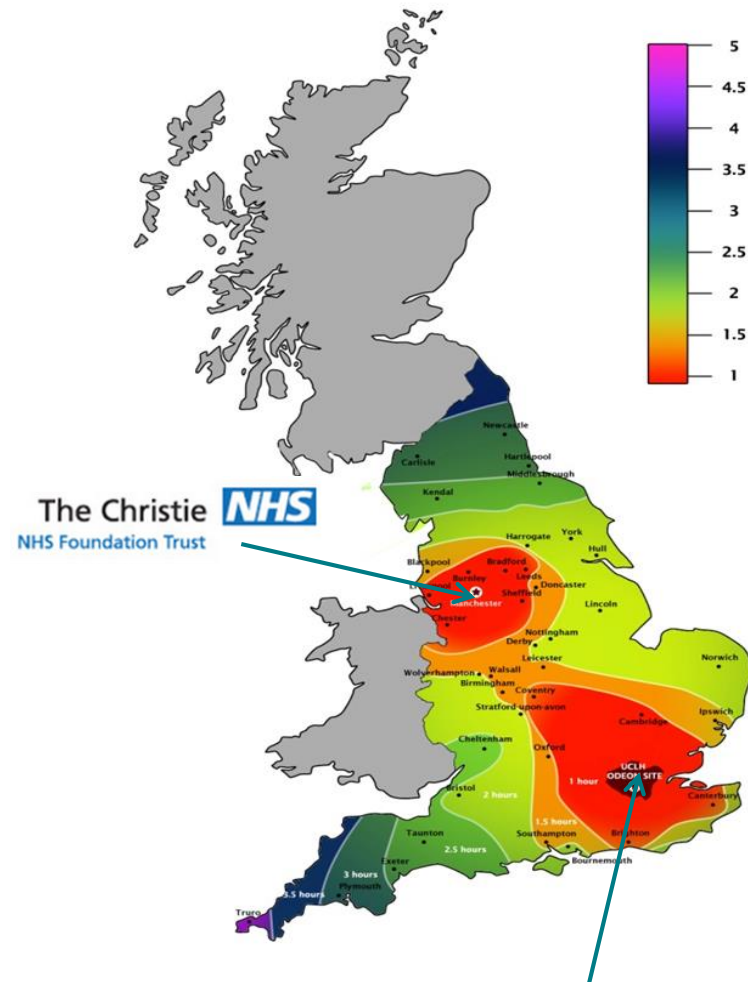 5
4.5
4
3.5
3
2.5
2
1.5
1
Newcastle
Carlisle
Hartlepool
Middlesbrough
Kendal
The Christie NHS
NHS Foundation Trust
York
Harrogate
Hull
Blackpool
Bradford
Burnley
Leeds
Liverpool
Doncaster
Manchester
Sheffield
Lincoln
Chester
Nottingham
Derby
Leicester
Norwich
Wolverhampton
Walsall
Birmingham
Coventry
Stratford upon-avon
Ipswich
Cambridge
Cheltenham
Oxford
UCLH
ODEON SITE
1 hour
Bristol
2 hours
Canterbury
1.5 hours
Taunton
2.5 hours
Southampton
Brighton
Bournemouth
Exeter
3 hours
Plymouth
3.5 hours
Truro